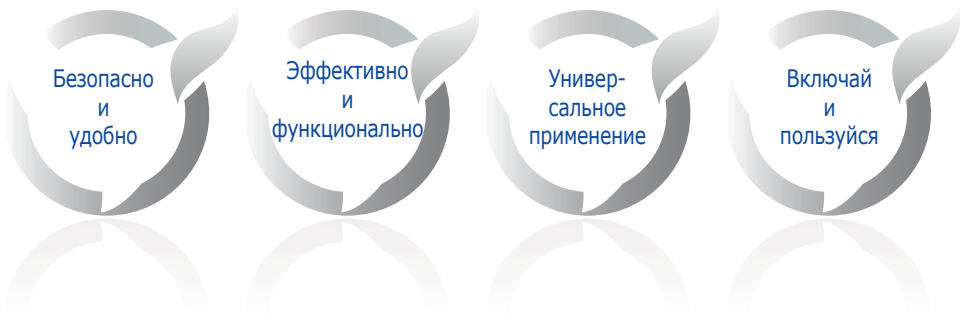 Безопасно
и
удобно
Эффективно
и
функционально
Универ-
сальное
применение
Включай
и
пользуйся